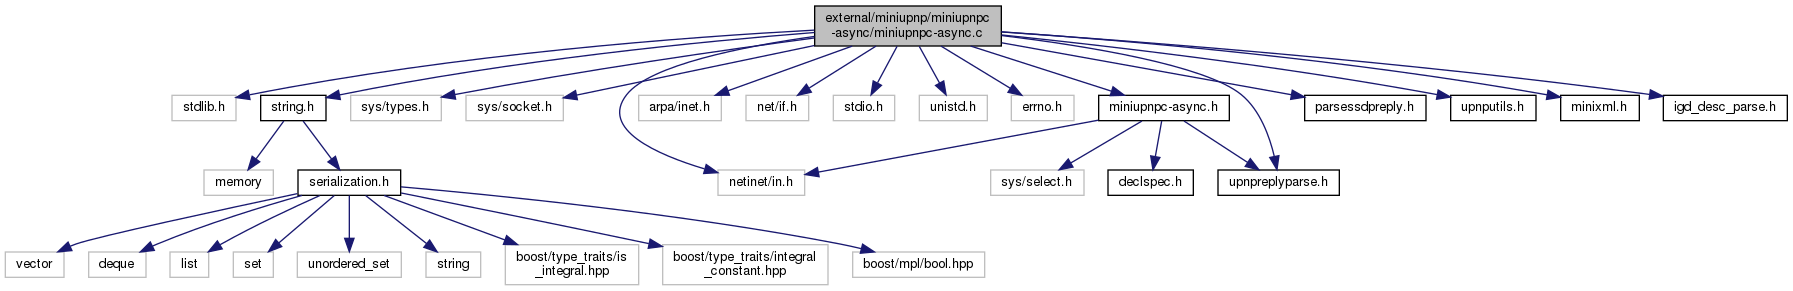 external/miniupnp/miniupnpc
-async/miniupnpc-async.c
stdlib.h
string.h
sys/types.h
sys/socket.h
arpa/inet.h
net/if.h
stdio.h
unistd.h
errno.h
miniupnpc-async.h
parsessdpreply.h
upnputils.h
minixml.h
igd_desc_parse.h
memory
serialization.h
netinet/in.h
sys/select.h
declspec.h
upnpreplyparse.h
vector
deque
list
set
unordered_set
string
boost/type_traits/is
_integral.hpp
boost/type_traits/integral
_constant.hpp
boost/mpl/bool.hpp